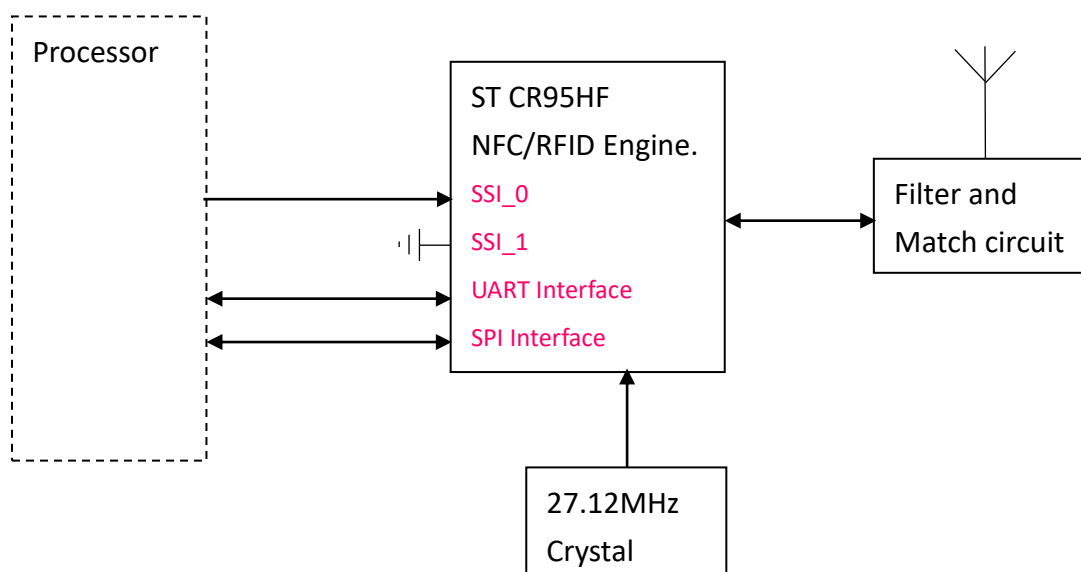 Processor
ST CR95HF
NFC/RFID Engine.
SSI_0
SSI_1
UART Interface
SPI Interface
Filter and
Match circuit
27.12MHz
Crystal